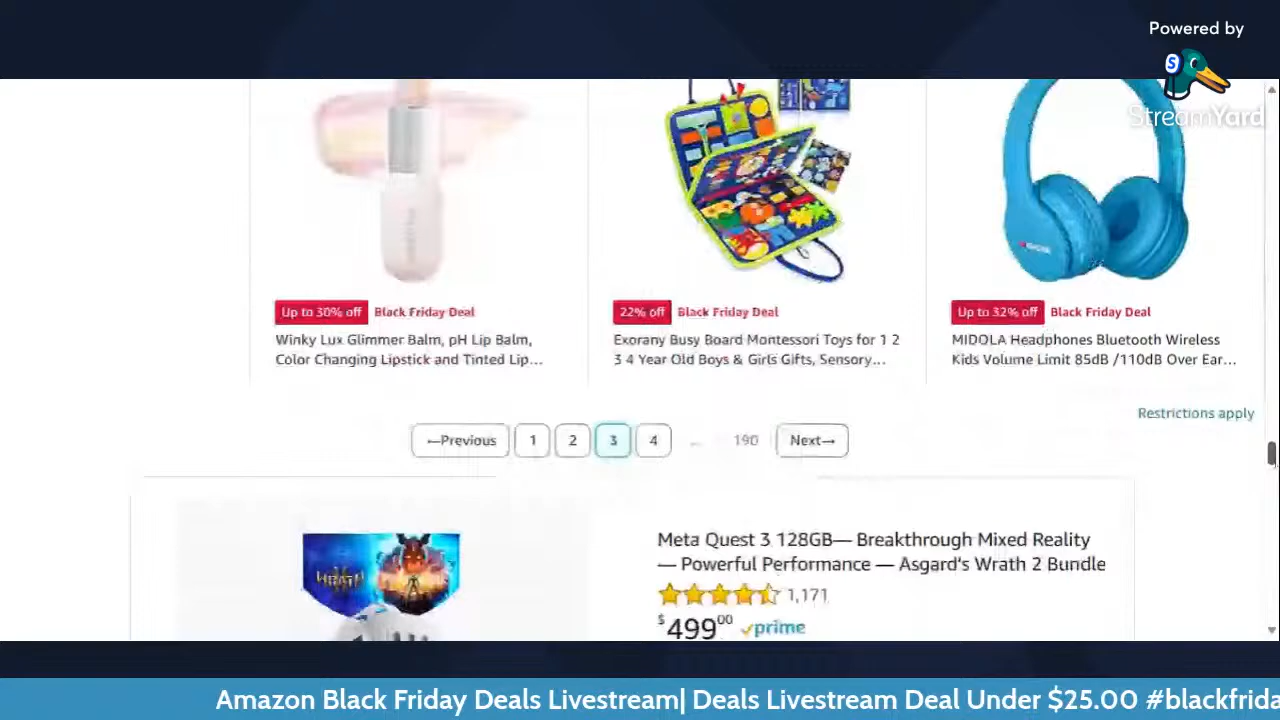 Powered by
StreamYard
Up to 30% off Black Friday Deal
Winky Lux Glimmer Balm, pH Lip Balm,
Color Changing Lipstick and Tinted Lip...
22% off Black Friday Deal
Exorany Busy Board Montessori Toys for 1 2
3 4 Year Old Boys & Girls Gifts, Sensory...
Up to 32% off Black Friday Deal
MIDOLA Headphones Bluetooth Wireless
Kids Volume Limit 85dB /110dB Over Ear...
Restrictions apply
←Previous 1 2 3 4 ... 190 Next→
WRATH
Meta Quest 3 128GB— Breakthrough Mixed Reality
— Powerful Performance — Asgard's Wrath 2 Bundle
1,171
$49900 prime
Amazon Black Friday Deals Livestream| Deals Livestream Deal Under $25.00 #blackfrida